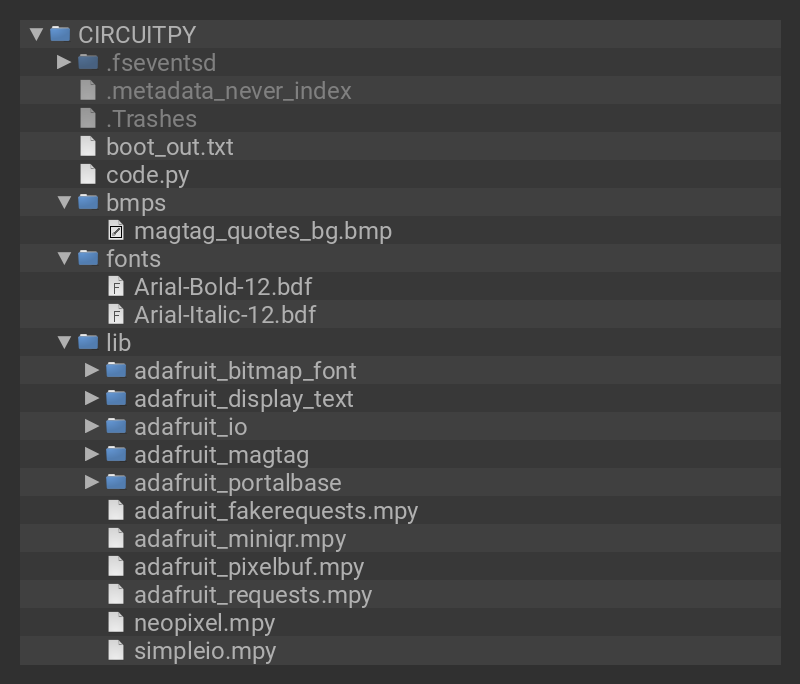 CIRCUITPY
.fseventsd
.metadata_never_index
.Trashes
boot_out.txt
code.py
bmps
magtag_quotes_bg.bmp
fonts
F Arial-Bold-12.bdf
F Arial-Italic-12.bdf
lib
adafruit_bitmap_font
adafruit_display_text
adafruit_io
adafruit_magtag
adafruit_portalbase
adafruit_fakerequests.mpy
adafruit_miniqr.mpy
adafruit_pixelbuf.mpy
adafruit_requests.mpy
neopixel.mpy
simpleio.mpy